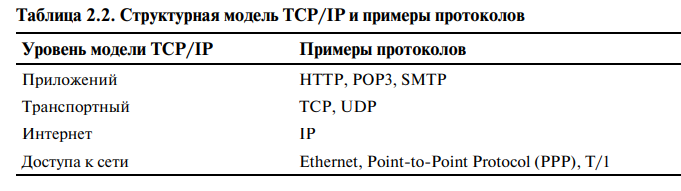 Таблица 2.2. Структурная модель TCP/IP и примеры протоколов
Уровень модели TCP/IP Примеры протоколов
Приложений HTTP, POP3, SMTP
Транспортный TCP, UDP
Интернет IP
Доступа к сети Ethernet, Point-to-Point Protocol (PPP), T/1